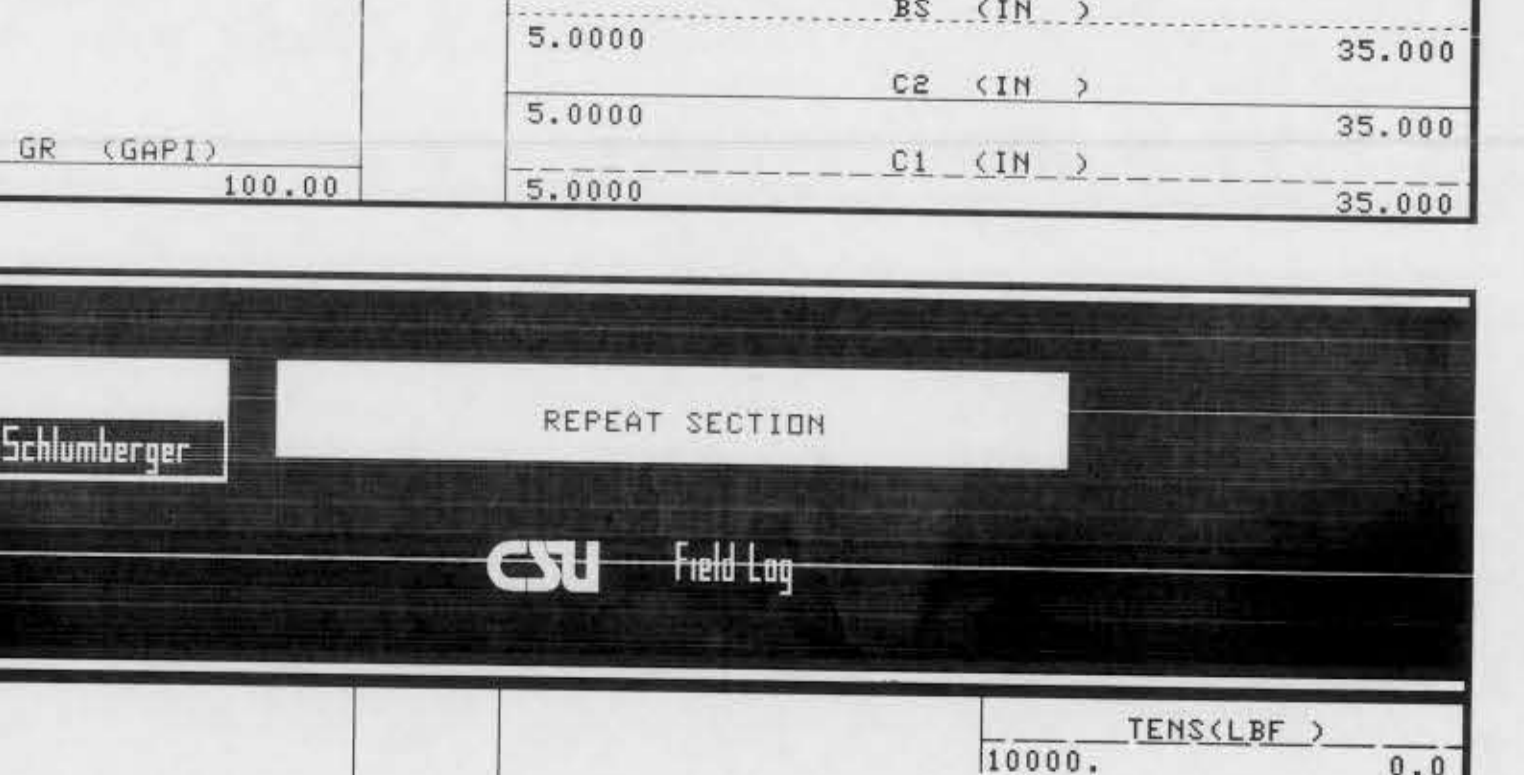 BS (IN )
5.0000 35.000
C2 (IN )
5.0000 35.000
GR (GAPI)
C1 (IN )
100.00 5.0000 35.000
REPEAT SECTION
Schlumberger
CSU Field Log
TENS(LBF )
10000. 0.0